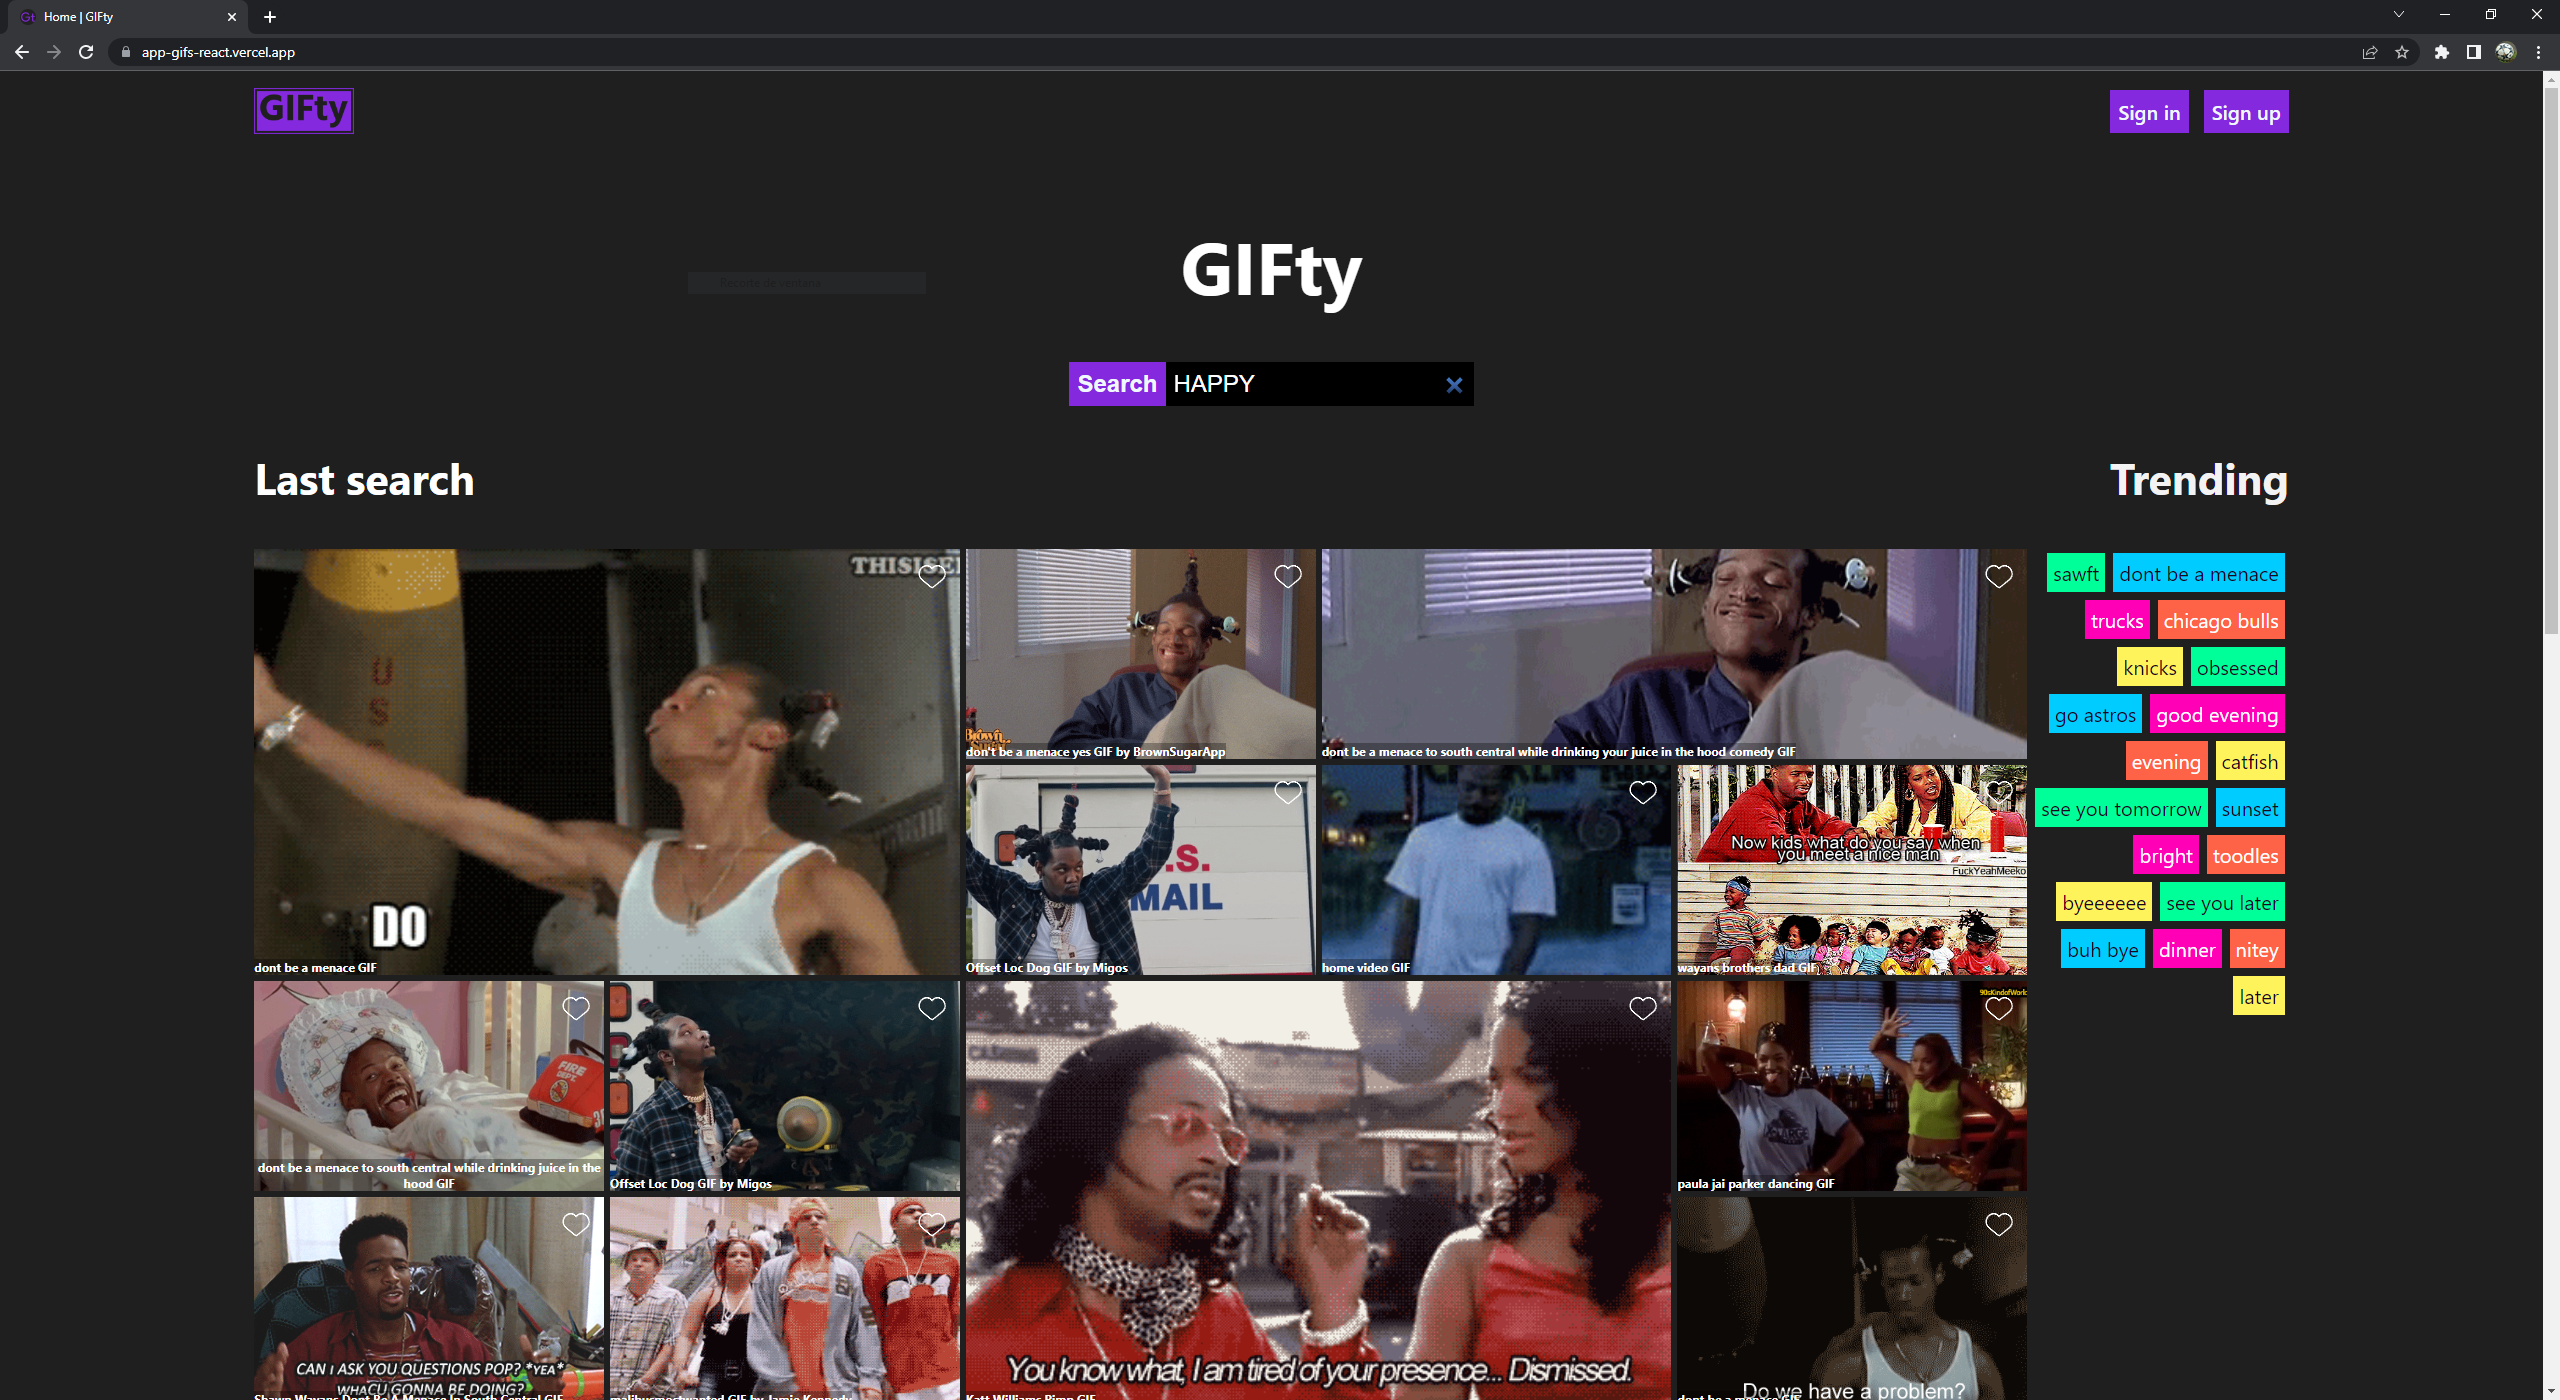 Gt Home | GIFty
app-gifs-react.vercel.app
GIFty
Sign in
Sign up
GIFty
Search HAPPY
Last search
Trending
THISISE
DO
dont be a menace GIF
Brown
don't be a menace yes GIF by BrownSugarApp
dont be a menace to south central while drinking your juice in the hood comedy GIF
.S.
MAIL
Offset Loc Dog GIF by Migos
home video GIF
Now kids what do you say when
you meet a nice man
FuckYeahMeeko
wayans brothers dad GIF
FIRE
DEPT.
dont be a menace to south central while drinking juice in the
hood GIF
Offset Loc Dog GIF by Migos
You know what, I am tired of your presence... Dismissed.
Katt Williams Pimp GIF
90sKindofWorld
paula jai parker dancing GIF
CAN I ASK YOU QUESTIONS POP? *YEA*
WHACU GONNA BE DOING?
Shawn Wayans Dont Be A Menace In South Central GIF
malibusmostwanted GIF by Jamie Kennedy
Do we have a problem?
dont be a menace GIF
sawft
dont be a menace
trucks
chicago bulls
knicks
obsessed
go astros
good evening
evening
catfish
see you tomorrow
sunset
bright
toodles
byeeeeee
see you later
buh bye
dinner
nitey
later